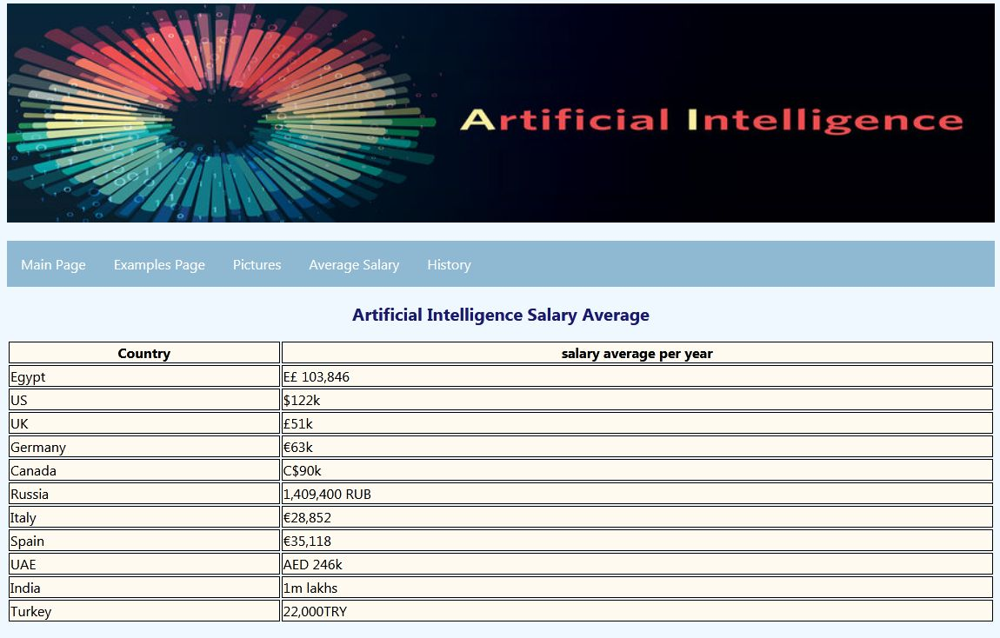 Artificial Intelligence
Main Page Examples Page Pictures Average Salary History
Artificial Intelligence Salary Average
Country salary average per year
Egypt E£ 103,846
US $122k
UK £51k
Germany €63k
Canada C$90k
Russia 1,409,400 RUB
Italy €28,852
Spain €35,118
UAE AED 246k
India 1m lakhs
Turkey 22,000TRY